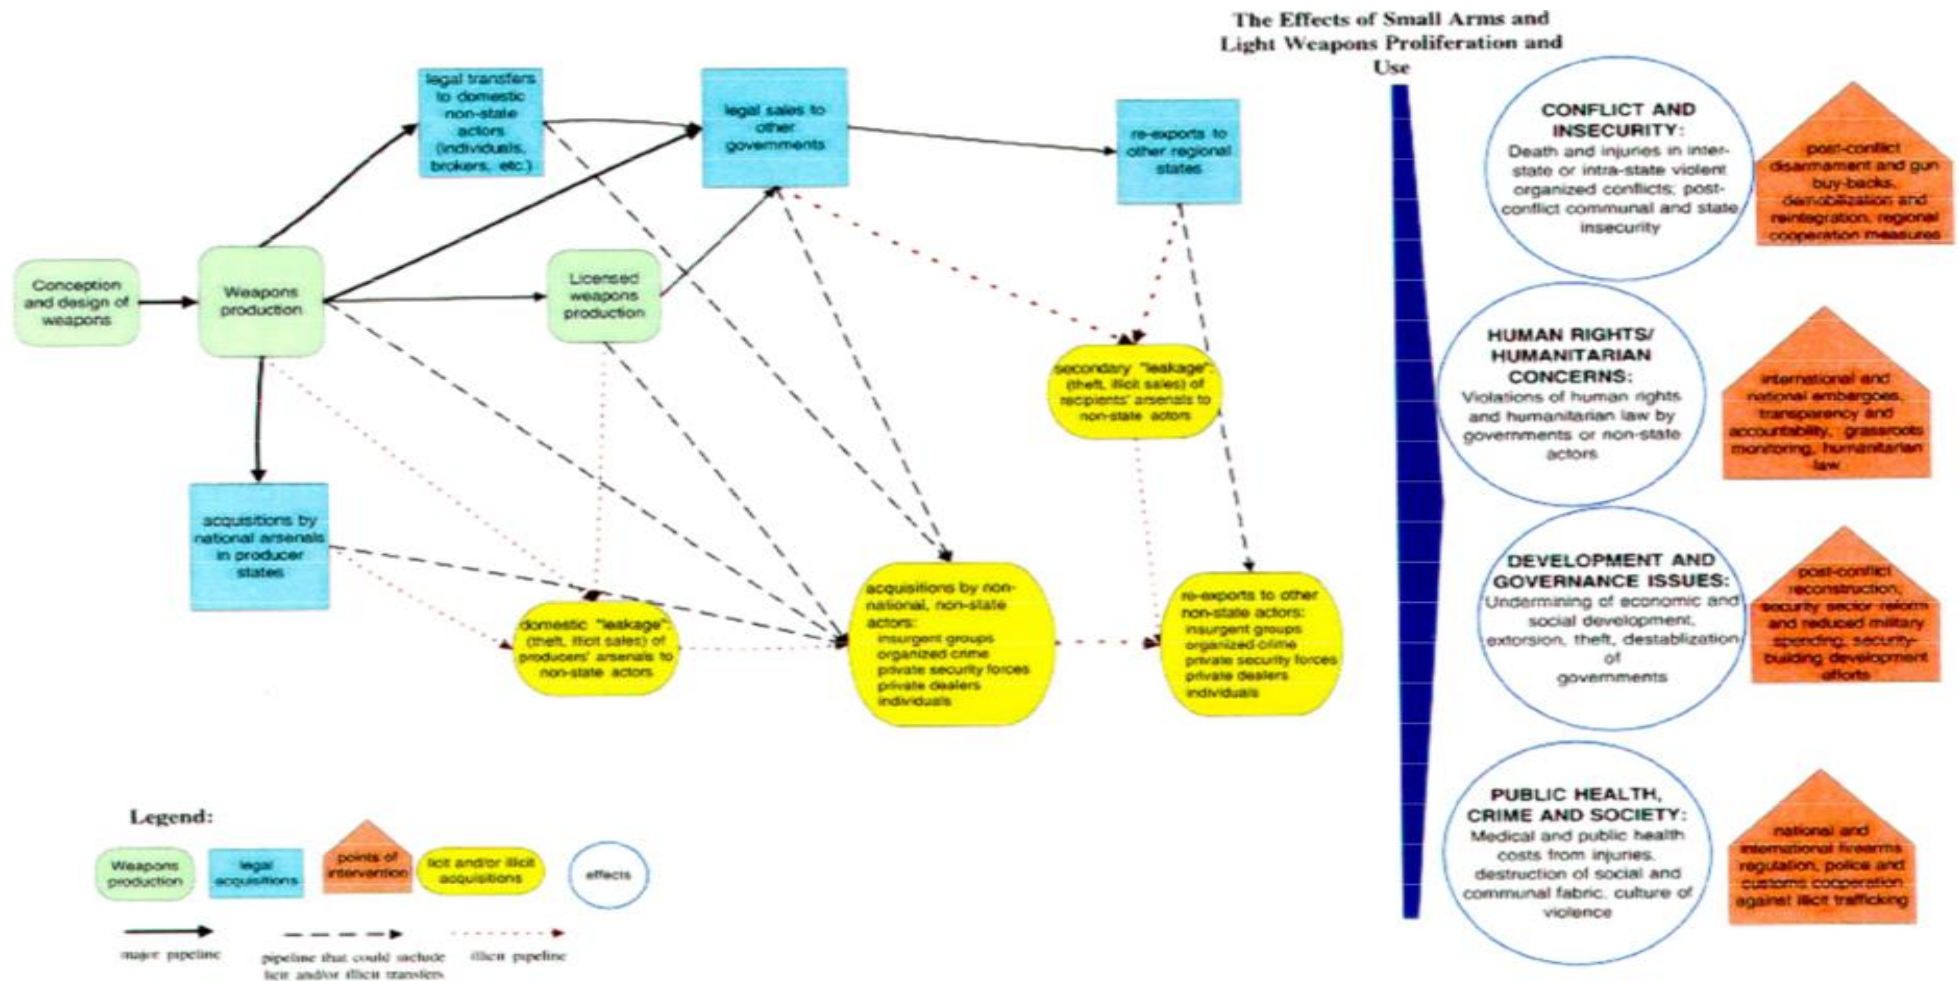 The Effects of Small Arms and
Light Weapons Proliferation and
Use
legal transfers
to domestic
non-state
actors
(individuals,
brokers, etc.)
legal sales to
other
governments
re-exports to
other regional
states
Conception
and design of
weapons
Weapons
production
Licensed
weapons
production
secondary "leakage":
(theft, illicit sales) of
recipients' arsenals to
non-state actors
acquisitions by
national arsenals
in producer
states
domestic "leakage":
(theft, illicit sales) of
producers' arsenals to
non-state actors
acquisitions by non-
national, non-state
actors:
insurgent groups
organized crime
private security forces
private dealers
individuals
re-exports to other
non-state actors:
insurgent groups
organized crime
private security forces
private dealers
individuals
CONFLICT AND
INSECURITY:
Death and injuries in inter-
state or intra-state violent
organized conflicts; post-
conflict communal and state
insecurity
post-conflict
disarmament and gun
buy-backs,
demobilization and
reintegration, regional
cooperation measures
HUMAN RIGHTS/
HUMANITARIAN
CONCERNS:
Violations of human rights
and humanitarian law by
governments or non-state
actors
international and
national embargoes,
transparency and
accountability, grassroots
monitoring, humanitarian
law
DEVELOPMENT AND
GOVERNANCE ISSUES:
Undermining of economic and
social development,
extorsion, theft, destablization
of
governments
post-conflict
reconstruction,
security sector reform
and reduced military
spending, security-
building development
efforts
PUBLIC HEALTH,
CRIME AND SOCIETY:
Medical and public health
costs from injuries,
destruction of social and
communal fabric, culture of
violence
national and
international firearms
regulation, police and
customs cooperation
against illicit trafficking
Legend:
Weapons
production
legal
acquisitions
points of
intervention
licit and/or illicit
acquisitions
effects
major pipeline
pipeline that could include
licit and/or illicit transfers
illicit pipeline